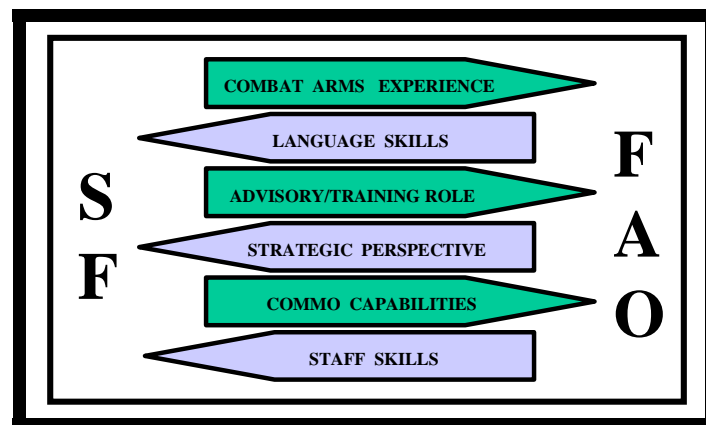 S
F
COMBAT ARMS EXPERIENCE
LANGUAGE SKILLS
ADVISORY/TRAINING ROLE
STRATEGIC PERSPECTIVE
COMMO CAPABILITIES
STAFF SKILLS
F
A
O